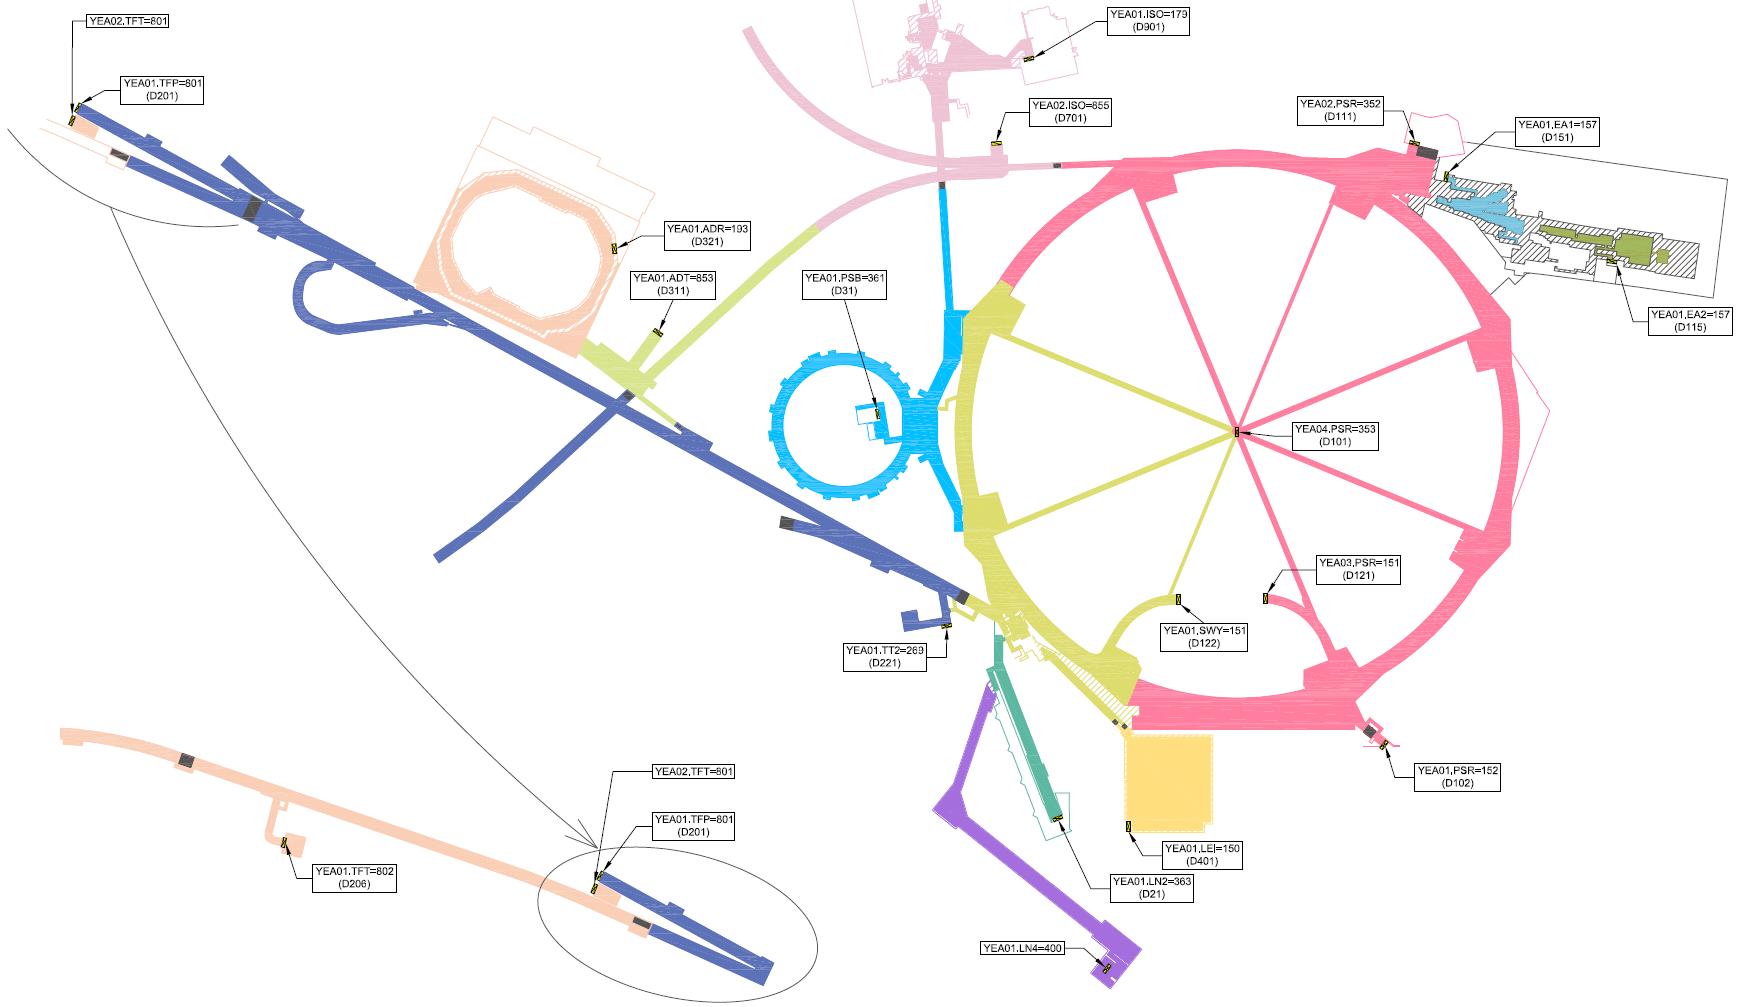 YEA02.TFT=801
YEA01.ISO=179
(D901)
YEA01.TFP=801
(D201)
YEA02.ISO=855
(D701)
YEA02.PSR=352
(D111)
YEA01.EA1=157
(D151)
YEA01.ADR=193
(D321)
YEA01.ADT=853
(D311)
YEA01.PSB=361
(D31)
YEA01.EA2=157
(D115)
YEA04.PSR=353
(D101)
YEA03.PSR=151
(D121)
YEA01.SWY=151
(D122)
YEA01.TT2=269
(D221)
YEA02.TFT=801
YEA01.PSR=152
(D102)
YEA01.TFP=801
(D201)
YEA01.LEI=150
(D401)
YEA01.TFT=802
(D206)
YEA01.LN2=363
(D21)
YEA01.LN4=400